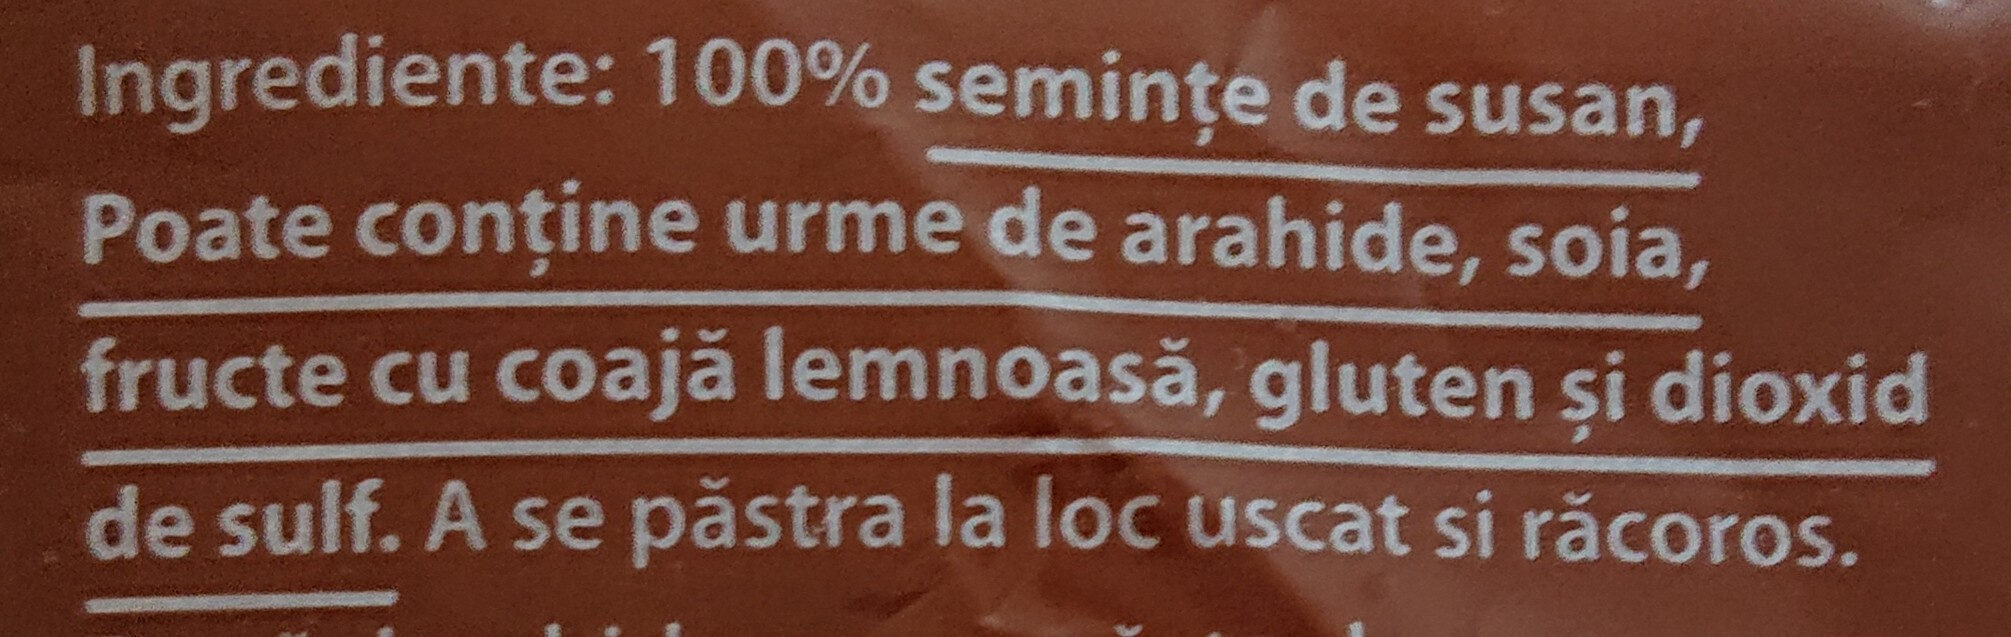 Ingrediente: 100% semințe de susan,
Poate conține urme de arahide, soia,
fructe cu coajă lemnoasă, gluten și dioxid
de sulf. A se păstra la loc uscat si răcoros.